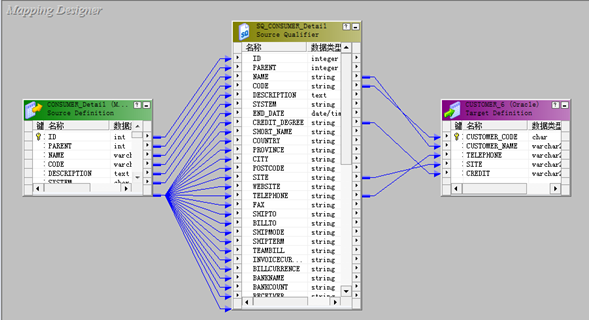 Mapping Designer
SQ_CONSUMER_Detail
Source Qualifier
名称 数据类型
ID integer
PARENT integer
NAME string
CODE string
DESCRIPTION text
SYSTEM string
END_DATE date/tim
CREDIT_DEGREE string
SHORT_NAME string
COUNTRY string
PROVINCE string
CITY string
POSTCODE string
SITE string
WEBSITE string
TELEPHONE string
FAX string
SHIPTO string
BILLTO string
SHIPMODE string
SHIPTERM string
TEAMBILL string
INVOICECUR... string
BILLCURRENCE string
BANKNAME string
BANKCOUNT string
RECEIVER string
CONSUMER_Detail (M...
Source Definition
键 名称 数据
ID int
PARENT int
NAME varch
CODE varch
DESCRIPTION text
SYSTEM char
CUSTOMER_6 (Oracle)
Target Definition
键 名称 数据类型
CUSTOMER_CODE char
CUSTOMER_NAME varchar2
TELEPHONE varchar2
SITE varchar2
CREDIT varchar2